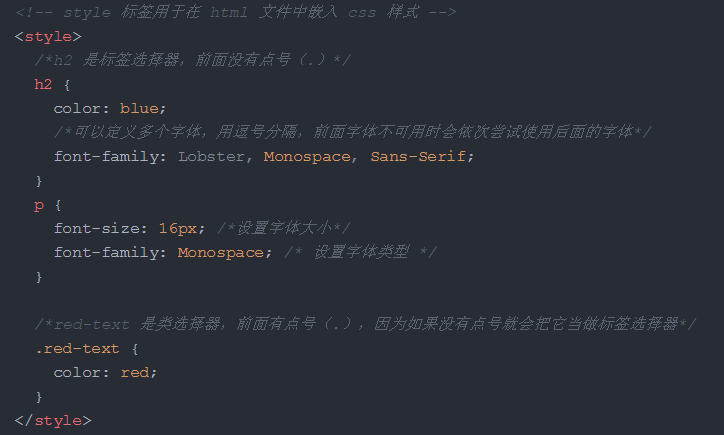 <!-- style 标签用于在 html 文件中嵌入 css 样式 -->
<style>
/*h2 是标签选择器，前面没有点号（.）*/
h2 {
color: blue;
/*可以定义多个字体，用逗号分隔，前面字体不可用时会依次尝试使用后面的字体*/
font-family: Lobster, Monospace, Sans-Serif;
}
p {
font-size: 16px; /*设置字体大小*/
font-family: Monospace; /* 设置字体类型 */
}
/*red-text 是类选择器，前面有点号（.），因为如果没有点号就会把它当做标签选择器*/
.red-text {
color: red;
}
</style>